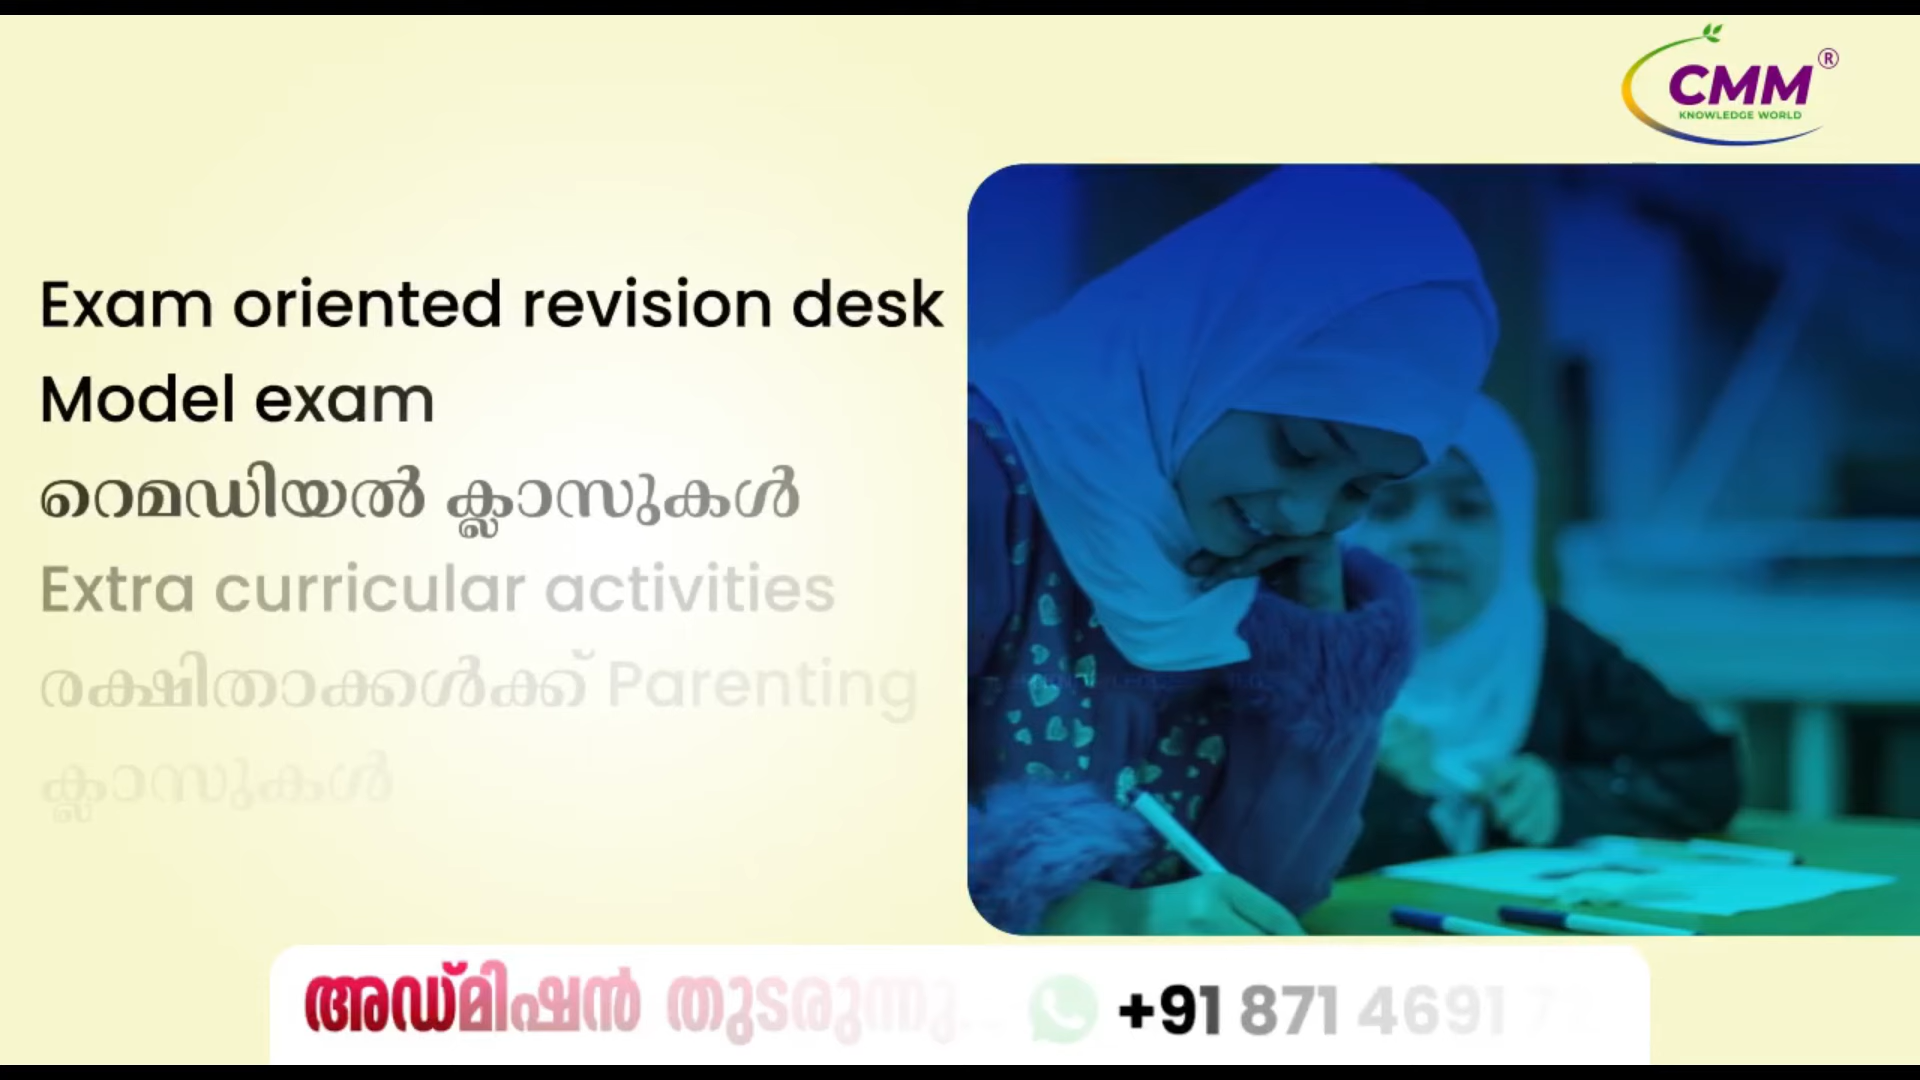 CMM®
KNOWLEDGE WORLD
Exam oriented revision desk
Model exam
റെമഡിയൽ ക്ലാസുകൾ
Extra curricular activities
രക്ഷിതാക്കൾക്ക് Parenting
ക്ലാസുകൾ
അഡ്മിഷൻ തുടരുന്നു... +91 871 4691